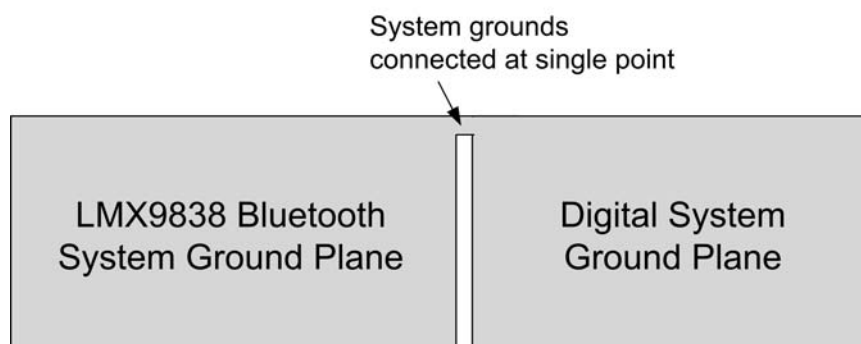 System grounds
connected at single point
LMX9838 Bluetooth
System Ground Plane
Digital System
Ground Plane